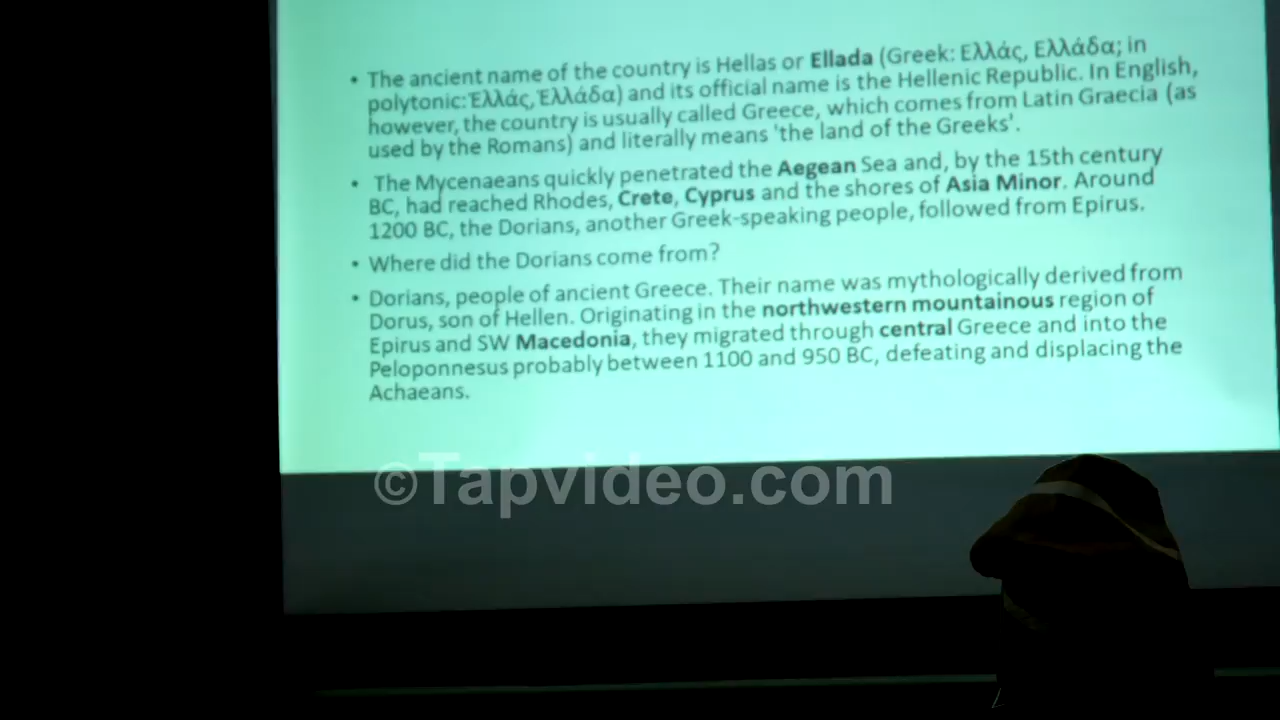 • The ancient name of the country is Hellas or Ellada (Greek: Ελλάς, Ελλάδα; in
polytonic: Ἑλλάς, Ἑλλάδα) and its official name is the Hellenic Republic. In English,
however, the country is usually called Greece, which comes from Latin Graecia (as
used by the Romans) and literally means 'the land of the Greeks'.
• The Mycenaeans quickly penetrated the Aegean Sea and, by the 15th century
BC, had reached Rhodes, Crete, Cyprus and the shores of Asia Minor. Around
1200 BC, the Dorians, another Greek-speaking people, followed from Epirus.
• Where did the Dorians come from?
• Dorians, people of ancient Greece. Their name was mythologically derived from
Dorus, son of Hellen. Originating in the northwestern mountainous region of
Epirus and SW Macedonia, they migrated through central Greece and into the
Peloponnesus probably between 1100 and 950 BC, defeating and displacing the
Achaeans.
©Tapvideo.com